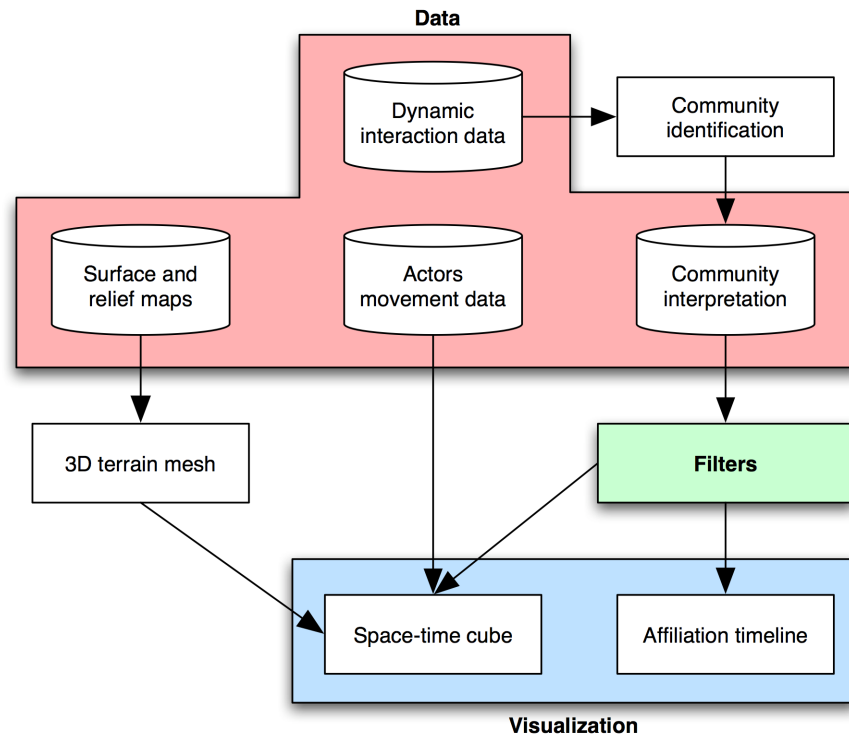 Data
Dynamic
interaction data
Community
identification
Surface and
relief maps
Actors
movement data
Community
interpretation
3D terrain mesh
Filters
Space-time cube
Affiliation timeline
Visualization